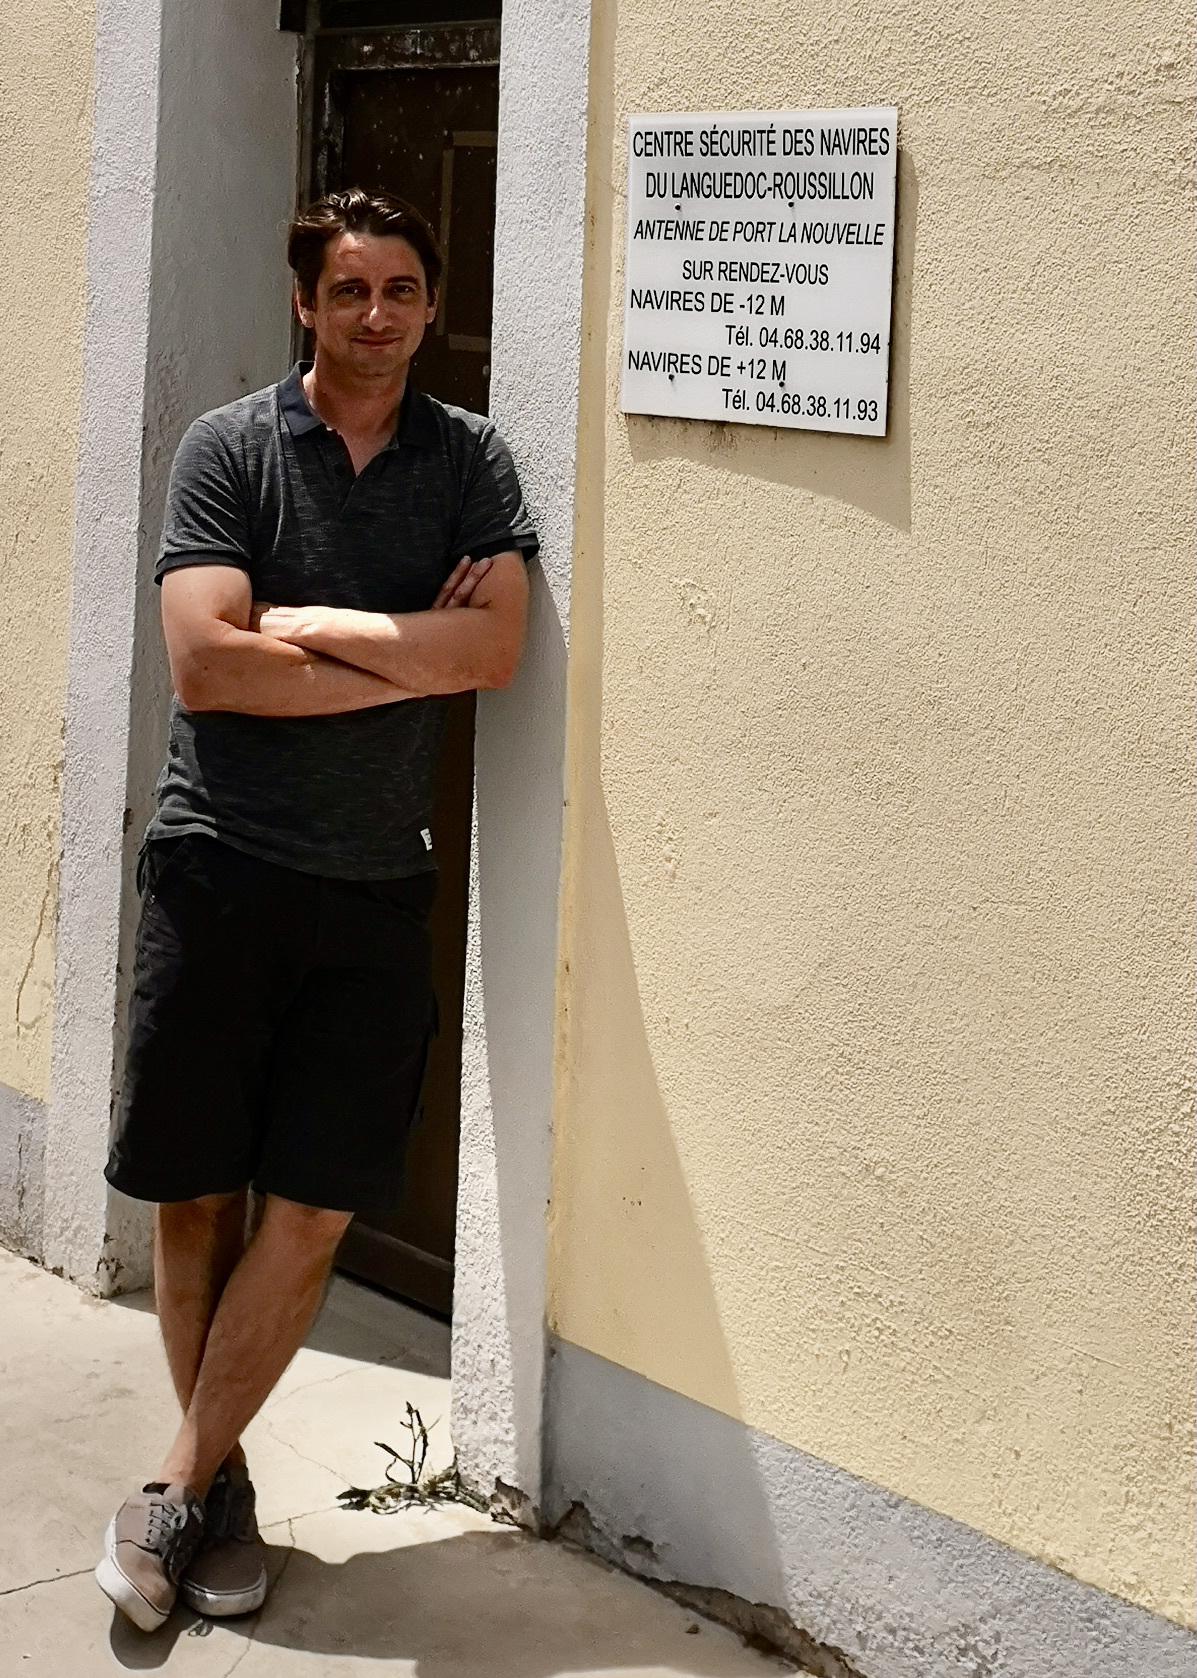 CENTRE SÉCURITÉ DES NAVIRES
DU LANGUEDOC-ROUSSILLON
ANTENNE DE PORT LA NOUVELLE
SUR RENDEZ-VOUS
NAVIRES DE -12 M
Tél. 04.68.38.11.94
NAVIRES DE +12 M
Tél. 04.68.38.11.93